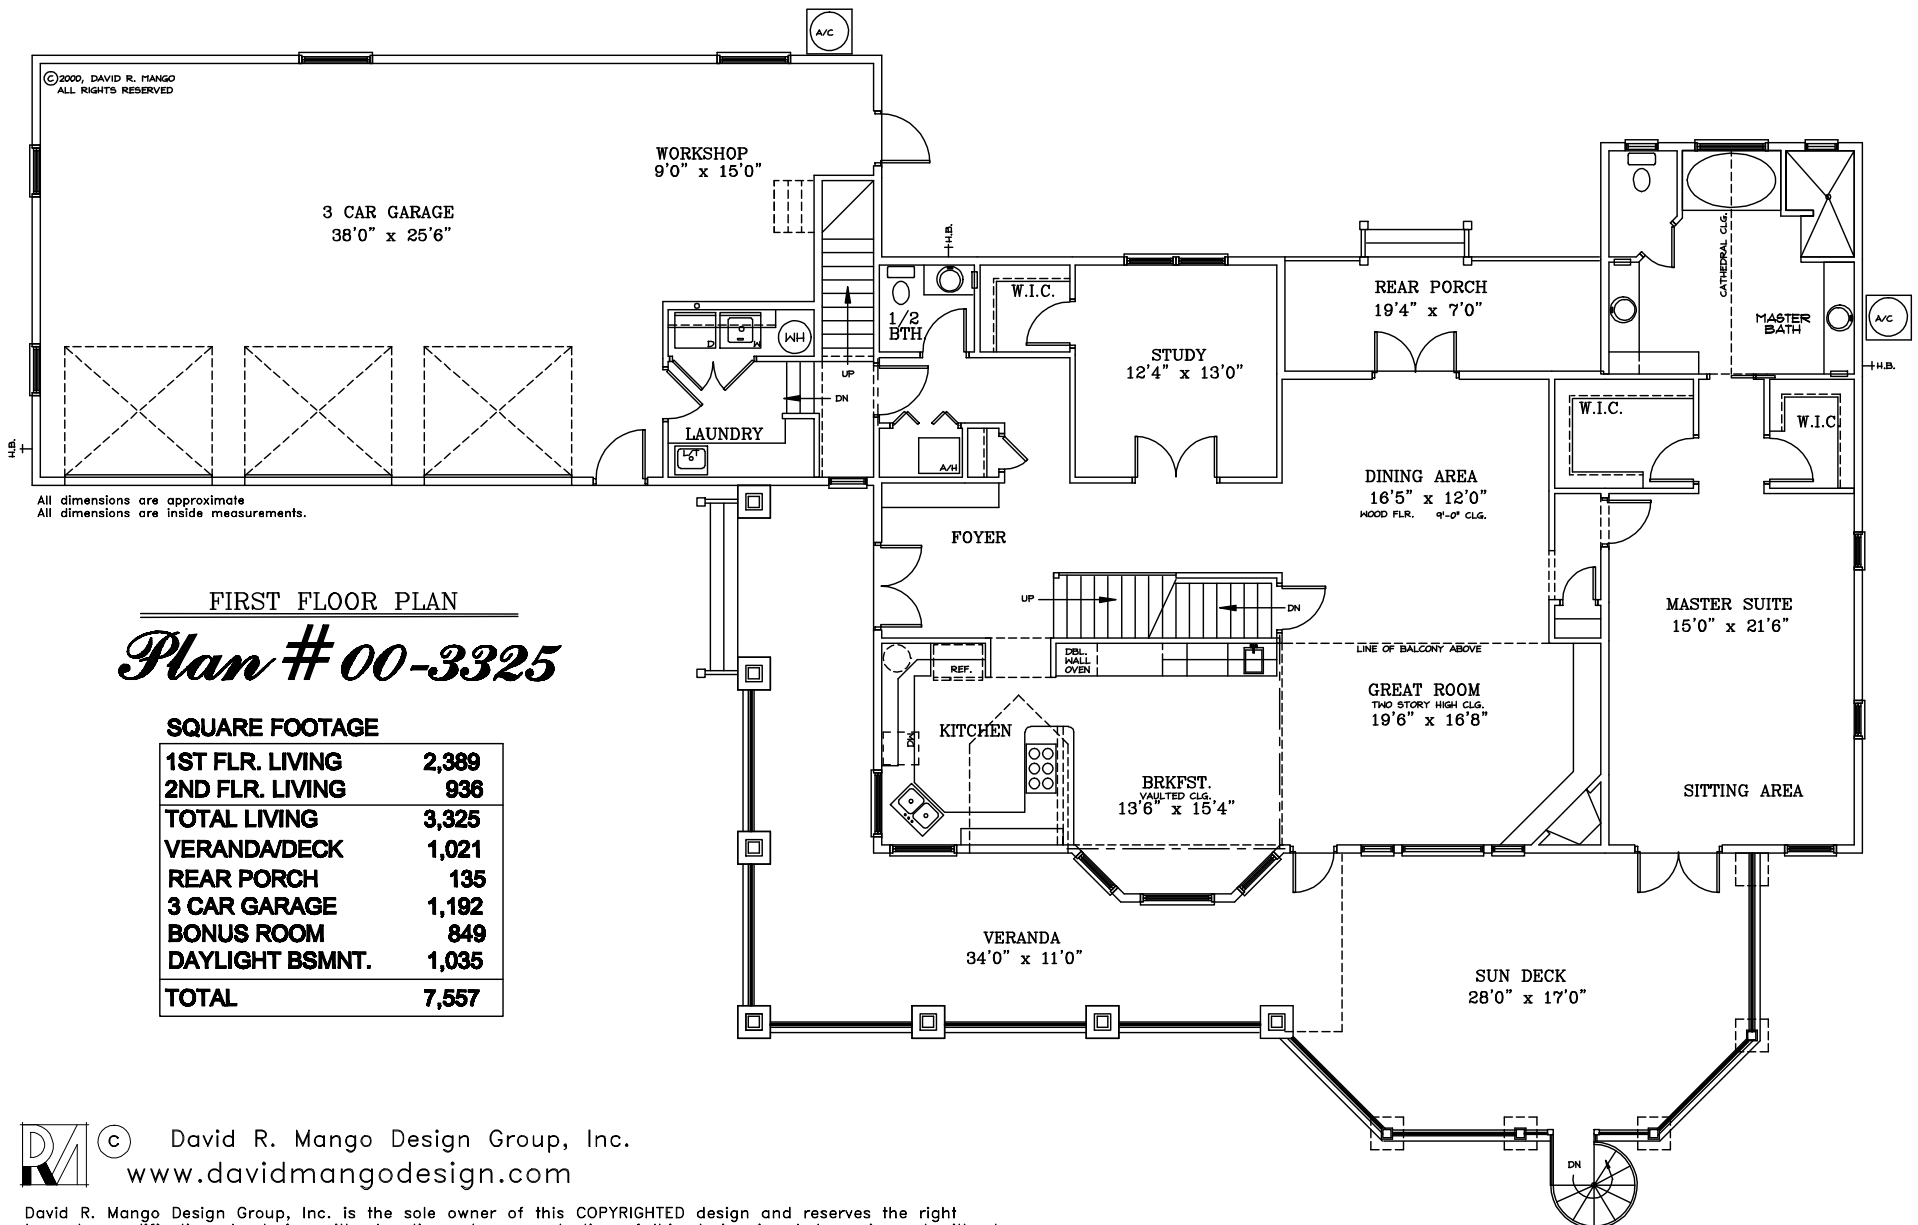 A/C
©2000, DAVID R. MANGO
ALL RIGHTS RESERVED
WORKSHOP
9'0" x 15'0"
3 CAR GARAGE
38'0" x 25'6"
H.B.
CATHEDRAL CLG.
W.I.C.
1/2
BTH
REAR PORCH
19'4" x 7'0"
MASTER
BATH
A/C
H.B.
D
W
WH
STUDY
12'4" x 13'0"
UP
DN
W.I.C.
W.I.C.
LAUNDRY
L/T
A/H
H.B.
DINING AREA
16'5" x 12'0"
WOOD FLR. 9'-0" CLG.
All dimensions are approximate
All dimensions are inside measurements.
FOYER
UP
DN
FIRST FLOOR PLAN
Plan # 00-3325
MASTER SUITE
15'0" x 21'6"
DBL.
WALL
OVEN
REF.
LINE OF BALCONY ABOVE
GREAT ROOM
TWO STORY HIGH CLG.
19'6" x 16'8"
KITCHEN
DW
BRKFST.
VAULTED CLG.
13'6" x 15'4"
SITTING AREA
SQUARE FOOTAGE
1ST FLR. LIVING 2,389
2ND FLR. LIVING 936
TOTAL LIVING 3,325
VERANDA/DECK 1,021
REAR PORCH 135
3 CAR GARAGE 1,192
BONUS ROOM 849
DAYLIGHT BSMNT. 1,035
TOTAL 7,557
VERANDA
34'0" x 11'0"
SUN DECK
28'0" x 17'0"
DN
© David R. Mango Design Group, Inc.
www.davidmangodesign.com
David R. Mango Design Group, Inc. is the sole owner of this COPYRIGHTED design and reserves the right